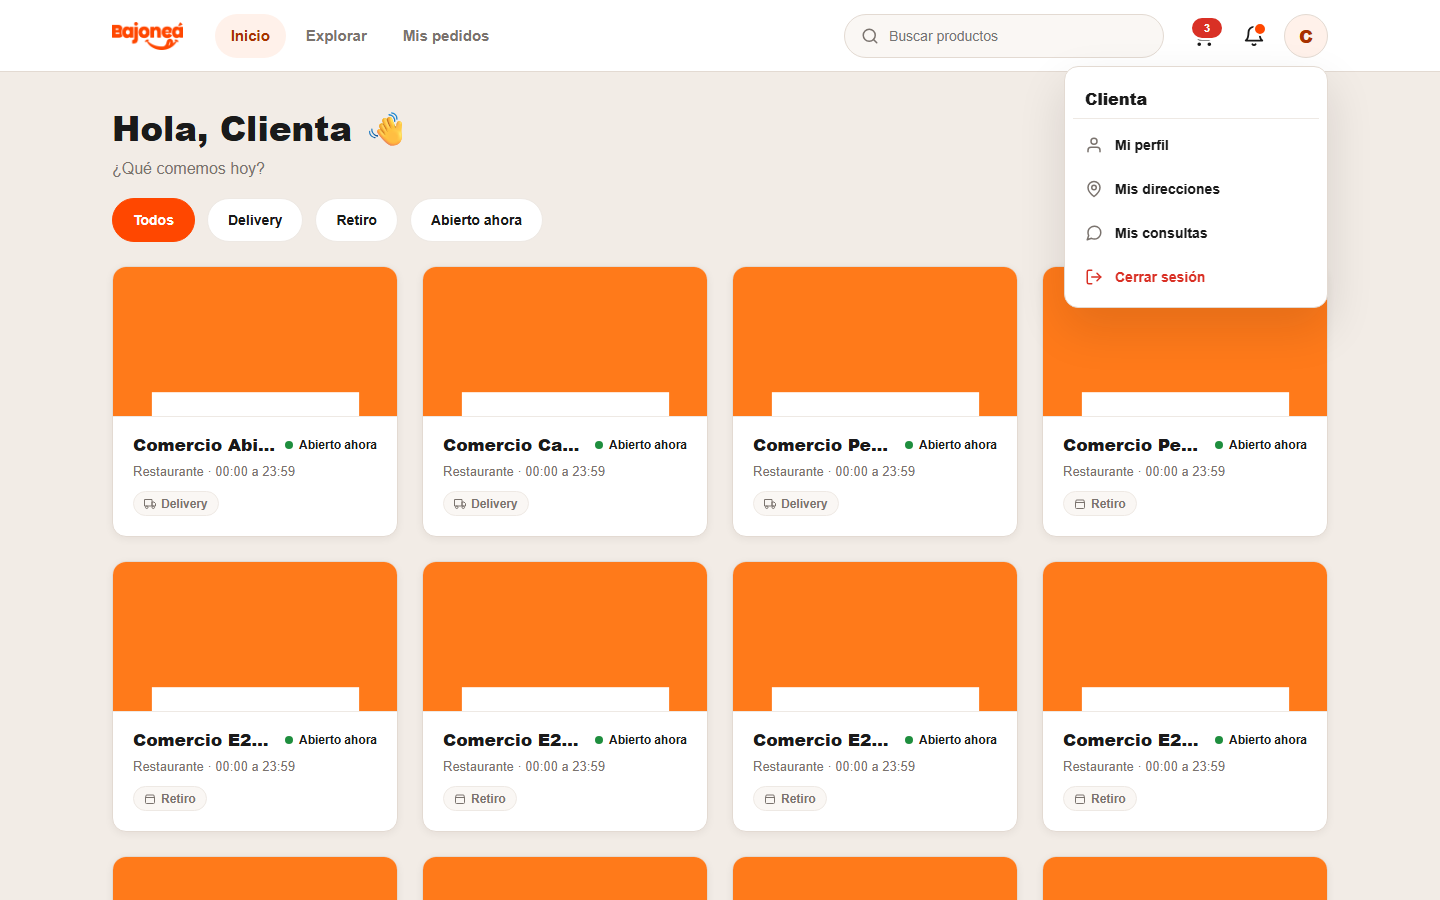 Bajoneá
Inicio
Explorar
Mis pedidos
Buscar productos
3
C
Clienta
Mi perfil
Mis direcciones
Mis consultas
Cerrar sesión
Hola, Clienta 👋
¿Qué comemos hoy?
Todos
Delivery
Retiro
Abierto ahora
Comercio Abi...
Abierto ahora
Restaurante · 00:00 a 23:59
Delivery
Comercio Ca...
Abierto ahora
Restaurante · 00:00 a 23:59
Delivery
Comercio Pe...
Abierto ahora
Restaurante · 00:00 a 23:59
Delivery
Comercio Pe...
Abierto ahora
Restaurante · 00:00 a 23:59
Retiro
Comercio E2...
Abierto ahora
Restaurante · 00:00 a 23:59
Retiro
Comercio E2...
Abierto ahora
Restaurante · 00:00 a 23:59
Retiro
Comercio E2...
Abierto ahora
Restaurante · 00:00 a 23:59
Retiro
Comercio E2...
Abierto ahora
Restaurante · 00:00 a 23:59
Retiro